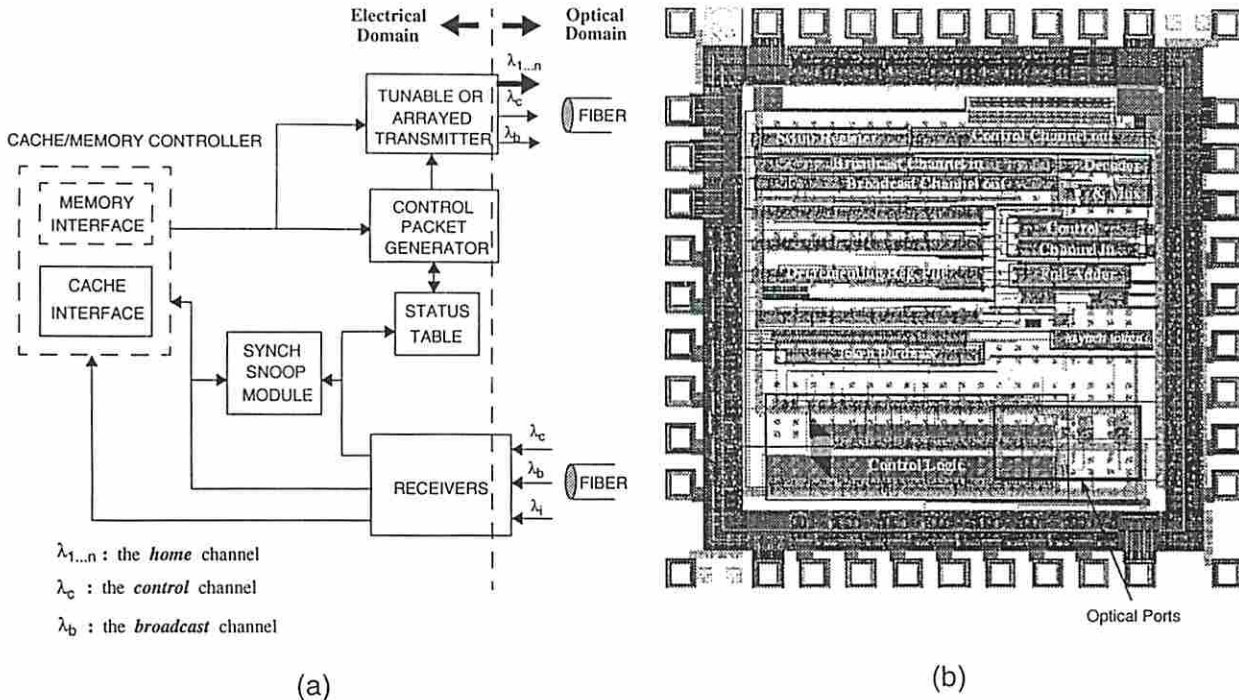 Electrical
Domain
Optical
Domain
λ1...n
λc
λb
TUNABLE OR
ARRAYED
TRANSMITTER
FIBER
CACHE/MEMORY CONTROLLER
MEMORY
INTERFACE
CONTROL
PACKET
GENERATOR
CACHE
INTERFACE
STATUS
TABLE
SYNCH
SNOOP
MODULE
RECEIVERS
λc
λb
λi
FIBER
λ1...n : the home channel
λc : the control channel
λb : the broadcast channel
(a)
Control Channel out
Broadcast Channel in
Decoder
Broadcast Channel out
Control
Channel In
Control Logic
Optical Ports
(b)